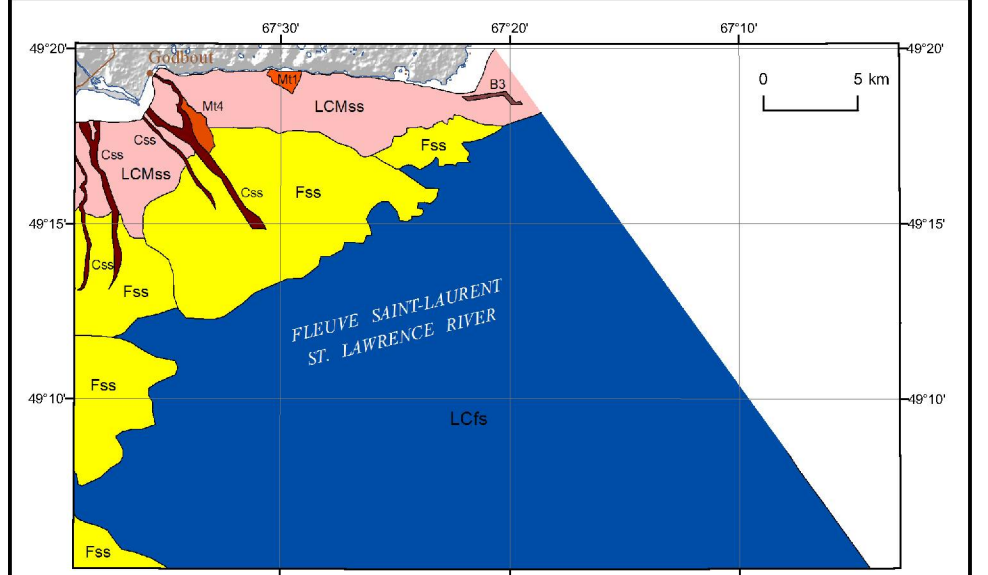 67°30' 67°20' 67°10'
49°20' 49°20'
Godbout
Mt1
B3
0 5 km
Mt4
LCMss
Css
Fss
Css
LCMss
Css
Fss
49°15' 49°15'
Css
Fss
FLEUVE SAINT-LAURENT
ST. LAWRENCE RIVER
Fss
49°10' 49°10'
LCfs
Fss